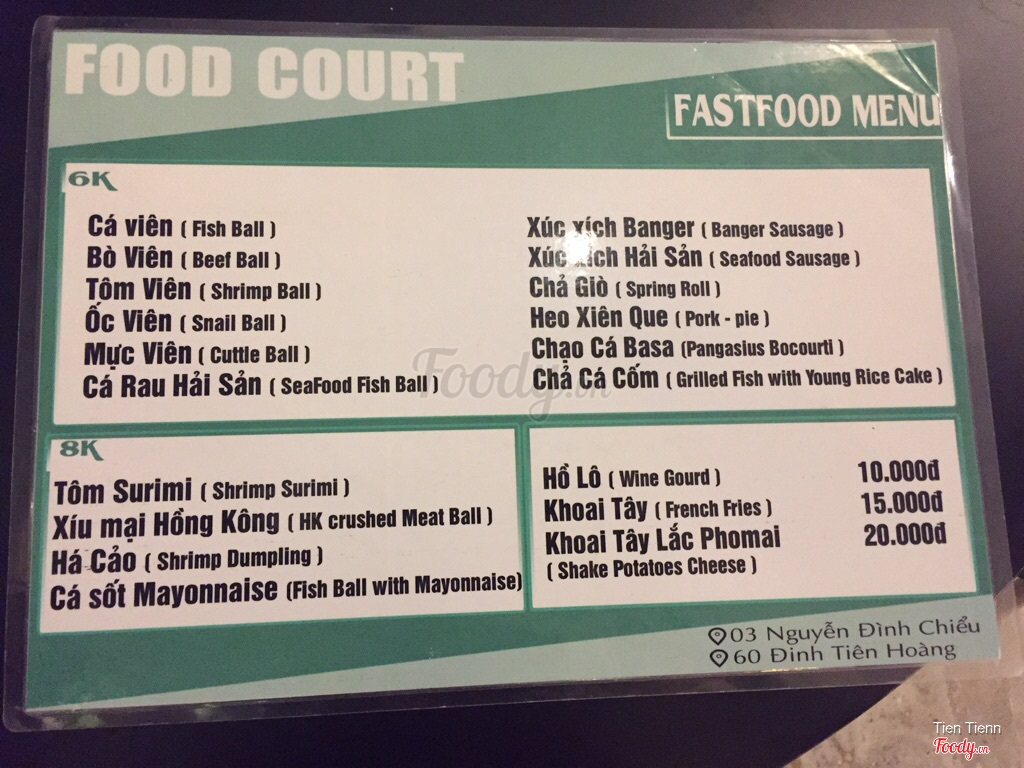 FOOD COURT
FASTFOOD MENU
6K
Cá viên ( Fish Ball )
Bò Viên ( Beef Ball )
Tôm Viên ( Shrimp Ball )
Ốc Viên ( Snail Ball )
Mực Viên ( Cuttle Ball )
Cá Rau Hải Sản ( SeaFood Fish Ball )
Xúc xích Banger ( Banger Sausage )
Xúc xích Hải Sản ( Seafood Sausage )
Chả Giò ( Spring Roll )
Heo Xiên Que ( Pork - pie )
Chạo Cá Basa (Pangasius Bocourti )
Chả Cá Cốm ( Grilled Fish with Young Rice Cake )
Foody.vn
8K
Tôm Surimi ( Shrimp Surimi )
Xíu mại Hồng Kông ( HK crushed Meat Ball )
Há Cảo ( Shrimp Dumpling )
Cá sốt Mayonnaise (Fish Ball with Mayonnaise)
Hồ Lô ( Wine Gourd ) 10.000đ
Khoai Tây ( French Fries ) 15.000đ
Khoai Tây Lắc Phomai 20.000đ
( Shake Potatoes Cheese )
03 Nguyễn Đình Chiểu
60 Đinh Tiên Hoàng
Tien Tienn
Foody.vn